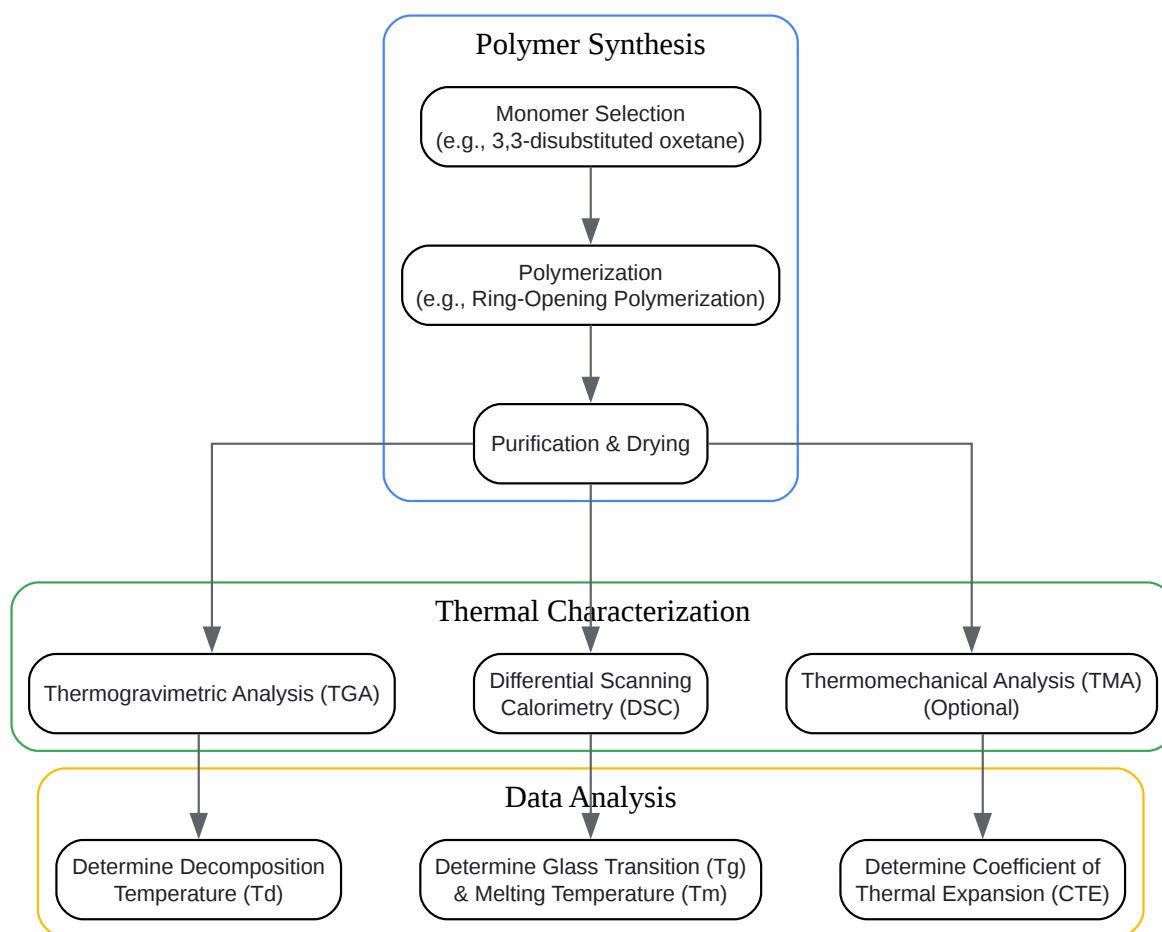 Polymer Synthesis
Monomer Selection
(e.g., 3,3-disubstituted oxetane)
Polymerization
(e.g., Ring-Opening Polymerization)
Purification & Drying
Thermal Characterization
Thermogravimetric Analysis (TGA)
Differential Scanning
Calorimetry (DSC)
Thermomechanical Analysis (TMA)
(Optional)
Data Analysis
Determine Decomposition
Temperature (Td)
Determine Glass Transition (Tg)
& Melting Temperature (Tm)
Determine Coefficient of
Thermal Expansion (CTE)